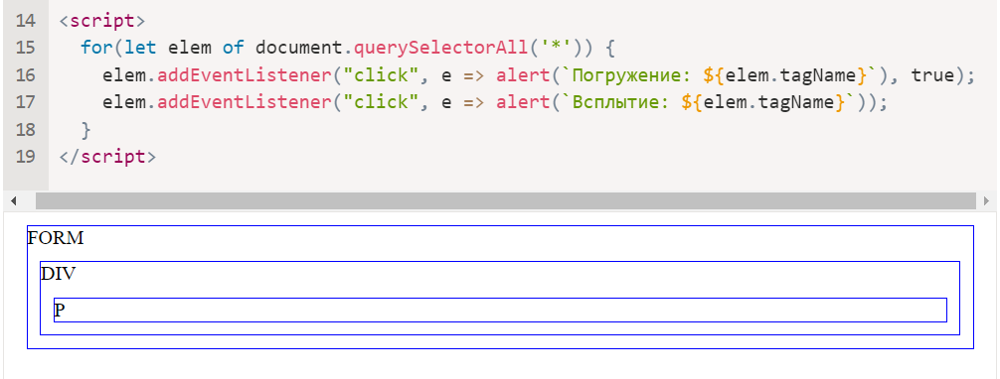 14 <script>
15 for(let elem of document.querySelectorAll('*')) {
16 elem.addEventListener("click", e => alert(`Погружение: ${elem.tagName}`), true);
17 elem.addEventListener("click", e => alert(`Всплытие: ${elem.tagName}`));
18 }
19 </script>
FORM
DIV
P